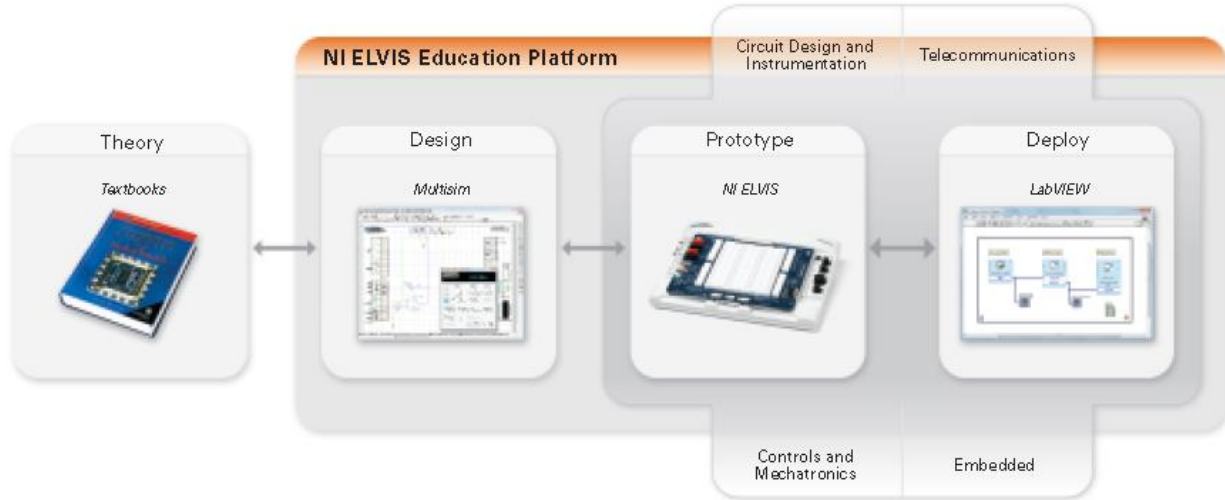 Circuit Design and
Instrumentation
Telecommunications
NI ELVIS Education Platform
Theory
Textbooks
Design
Multisim
Prototype
NI ELVIS
Deploy
LabVIEW
Controls and
Mechatronics
Embedded